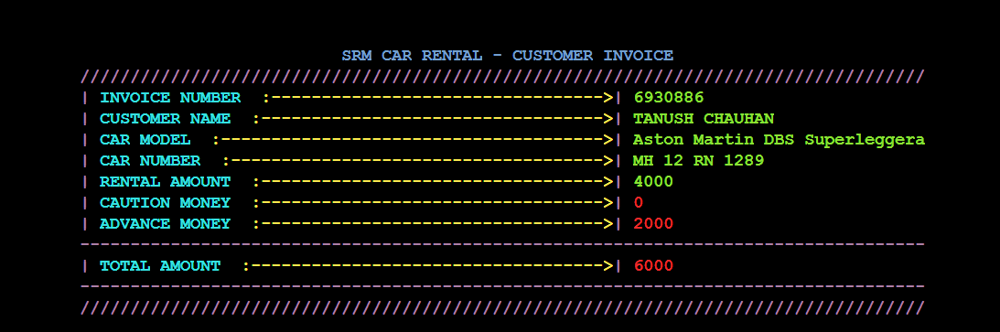 SRM CAR RENTAL - CUSTOMER INVOICE
////////////////////////////////////////////////////////////////////////////////////
| INVOICE NUMBER  :--------------------------------->| 6930886
| CUSTOMER NAME  :---------------------------------->| TANUSH CHAUHAN
| CAR MODEL  :-------------------------------------->| Aston Martin DBS Superleggera
| CAR NUMBER  :------------------------------------->| MH 12 RN 1289
| RENTAL AMOUNT  :---------------------------------->| 4000
| CAUTION MONEY  :---------------------------------->| 0
| ADVANCE MONEY  :---------------------------------->| 2000
------------------------------------------------------------------------------------
| TOTAL AMOUNT  :----------------------------------->| 6000
------------------------------------------------------------------------------------
////////////////////////////////////////////////////////////////////////////////////